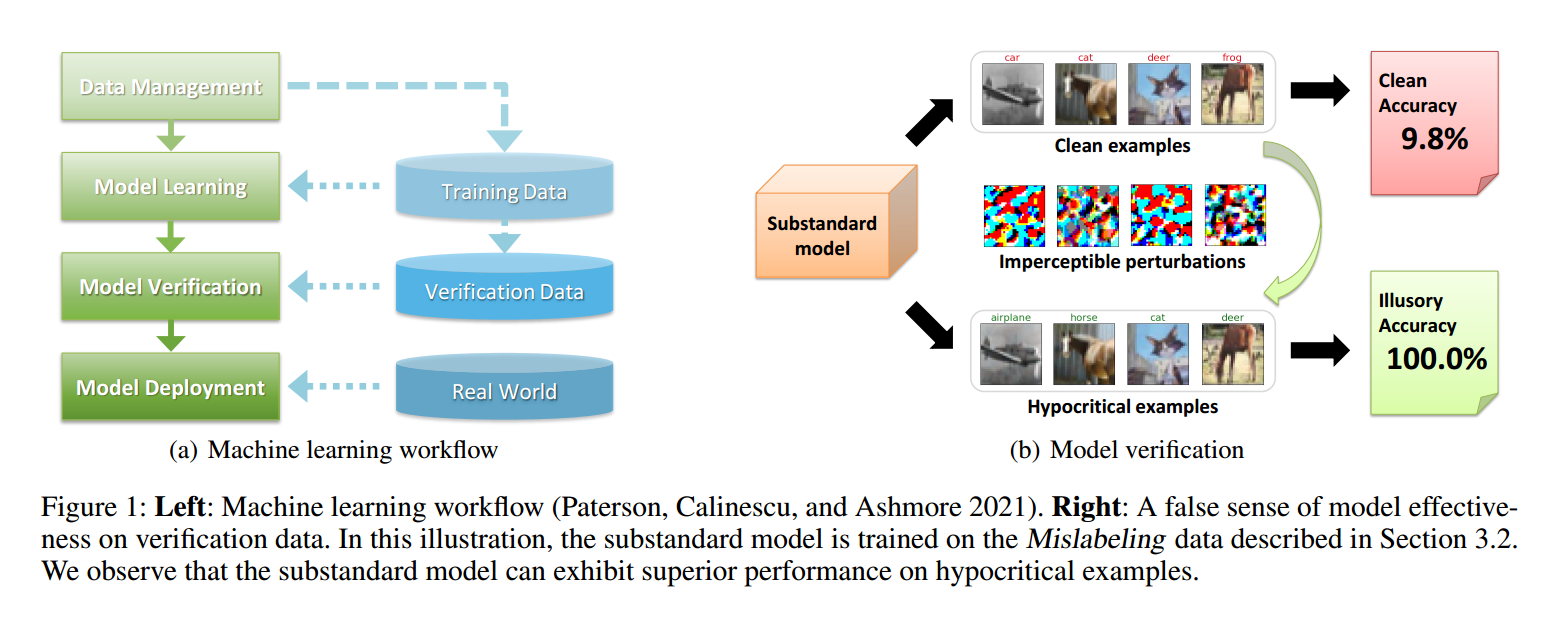 Data Management
Model Learning
Model Verification
Model Deployment
Training Data
Verification Data
Real World
(a) Machine learning workflow
Substandard
model
car cat deer frog
Clean examples
Imperceptible perturbations
airplane horse cat deer
Hypocritical examples
Clean
Accuracy
9.8%
Illusory
Accuracy
100.0%
(b) Model verification
Figure 1: Left: Machine learning workflow (Paterson, Calinescu, and Ashmore 2021). Right: A false sense of model effective-
ness on verification data. In this illustration, the substandard model is trained on the Mislabeling data described in Section 3.2.
We observe that the substandard model can exhibit superior performance on hypocritical examples.